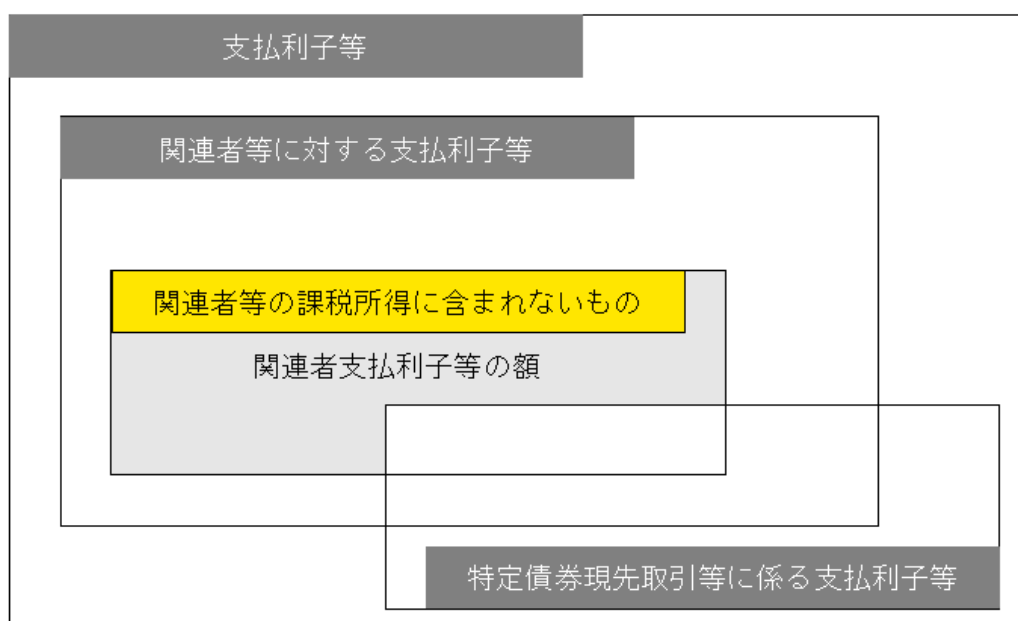 支払利子等
関連者等に対する支払利子等
関連者等の課税所得に含まれないもの
関連者支払利子等の額
特定債券現先取引等に係る支払利子等